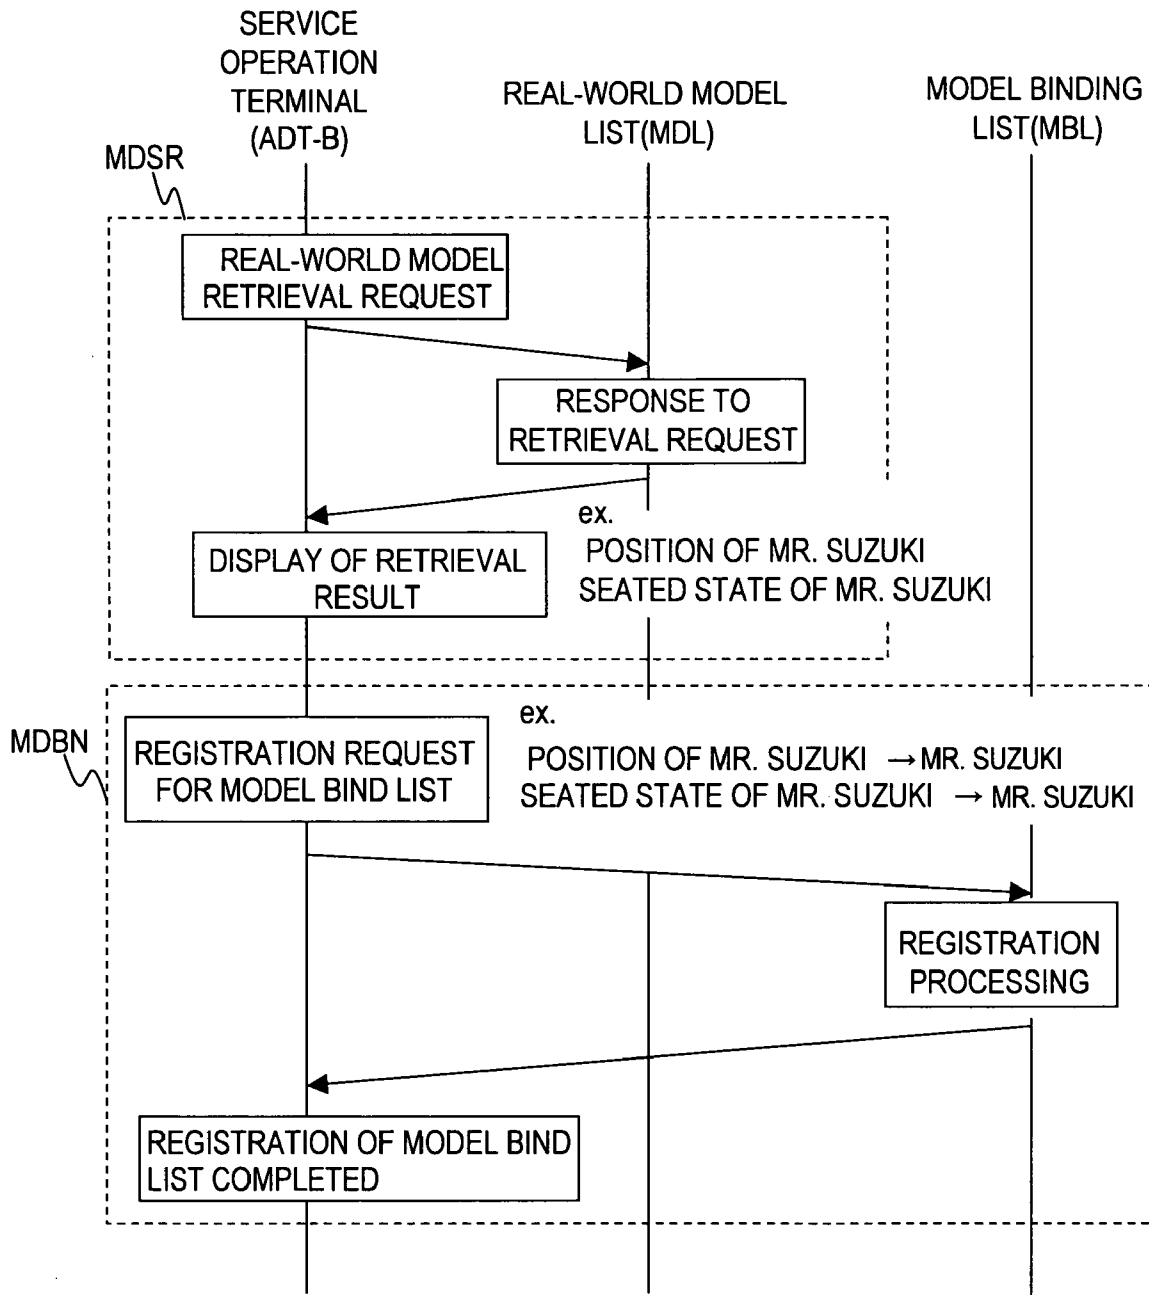 SERVICE
OPERATION
TERMINAL
(ADT-B)
REAL-WORLD MODEL
LIST(MDL)
MODEL BINDING
LIST(MBL)
MDSR
REAL-WORLD MODEL
RETRIEVAL REQUEST
RESPONSE TO
RETRIEVAL REQUEST
ex.
POSITION OF MR. SUZUKI
SEATED STATE OF MR. SUZUKI
DISPLAY OF RETRIEVAL
RESULT
MDBN
REGISTRATION REQUEST
FOR MODEL BIND LIST
ex.
POSITION OF MR. SUZUKI → MR. SUZUKI
SEATED STATE OF MR. SUZUKI → MR. SUZUKI
REGISTRATION
PROCESSING
REGISTRATION OF MODEL BIND
LIST COMPLETED